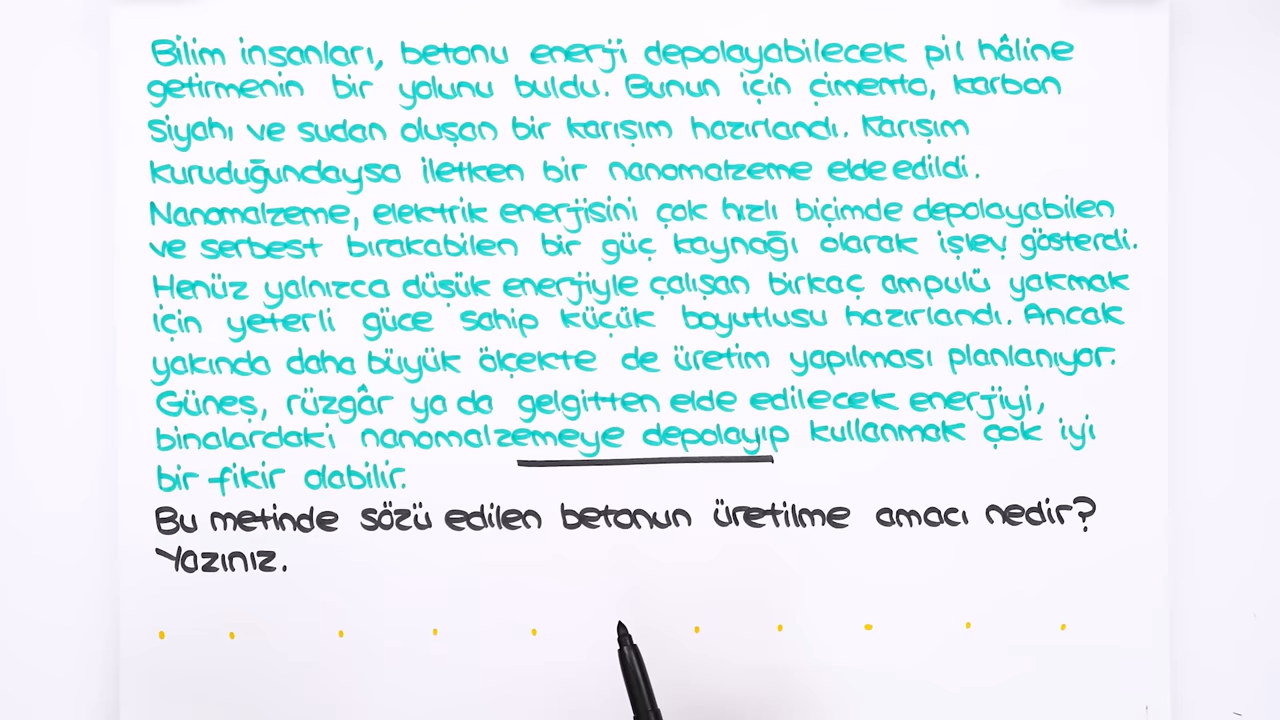 Bilim insanları, betonu enerji depolayabilecek pil hâline
getirmenin bir yolunu buldu. Bunun için çimento, karbon
siyahı ve sudan oluşan bir karışım hazırlandı. Karışım
kuruduğundaysa iletken bir nanomalzeme elde edildi.
Nanomalzeme, elektrik enerjisini çok hızlı biçimde depolayabilen
ve serbest bırakabilen bir güç kaynağı olarak işlev gösterdi.
Henüz yalnızca düşük enerjiyle çalışan birkaç ampulü yakmak
için yeterli güce sahip küçük boyutlusu hazırlandı. Ancak
yakında daha büyük ölçekte de üretim yapılması planlanıyor.
Güneş, rüzgâr ya da gelgitten elde edilecek enerjiyi,
binalardaki nanomalzemeye depolayıp kullanmak çok iyi
bir fikir olabilir.
Bu metinde sözü edilen betonun üretilme amacı nedir?
Yazınız.